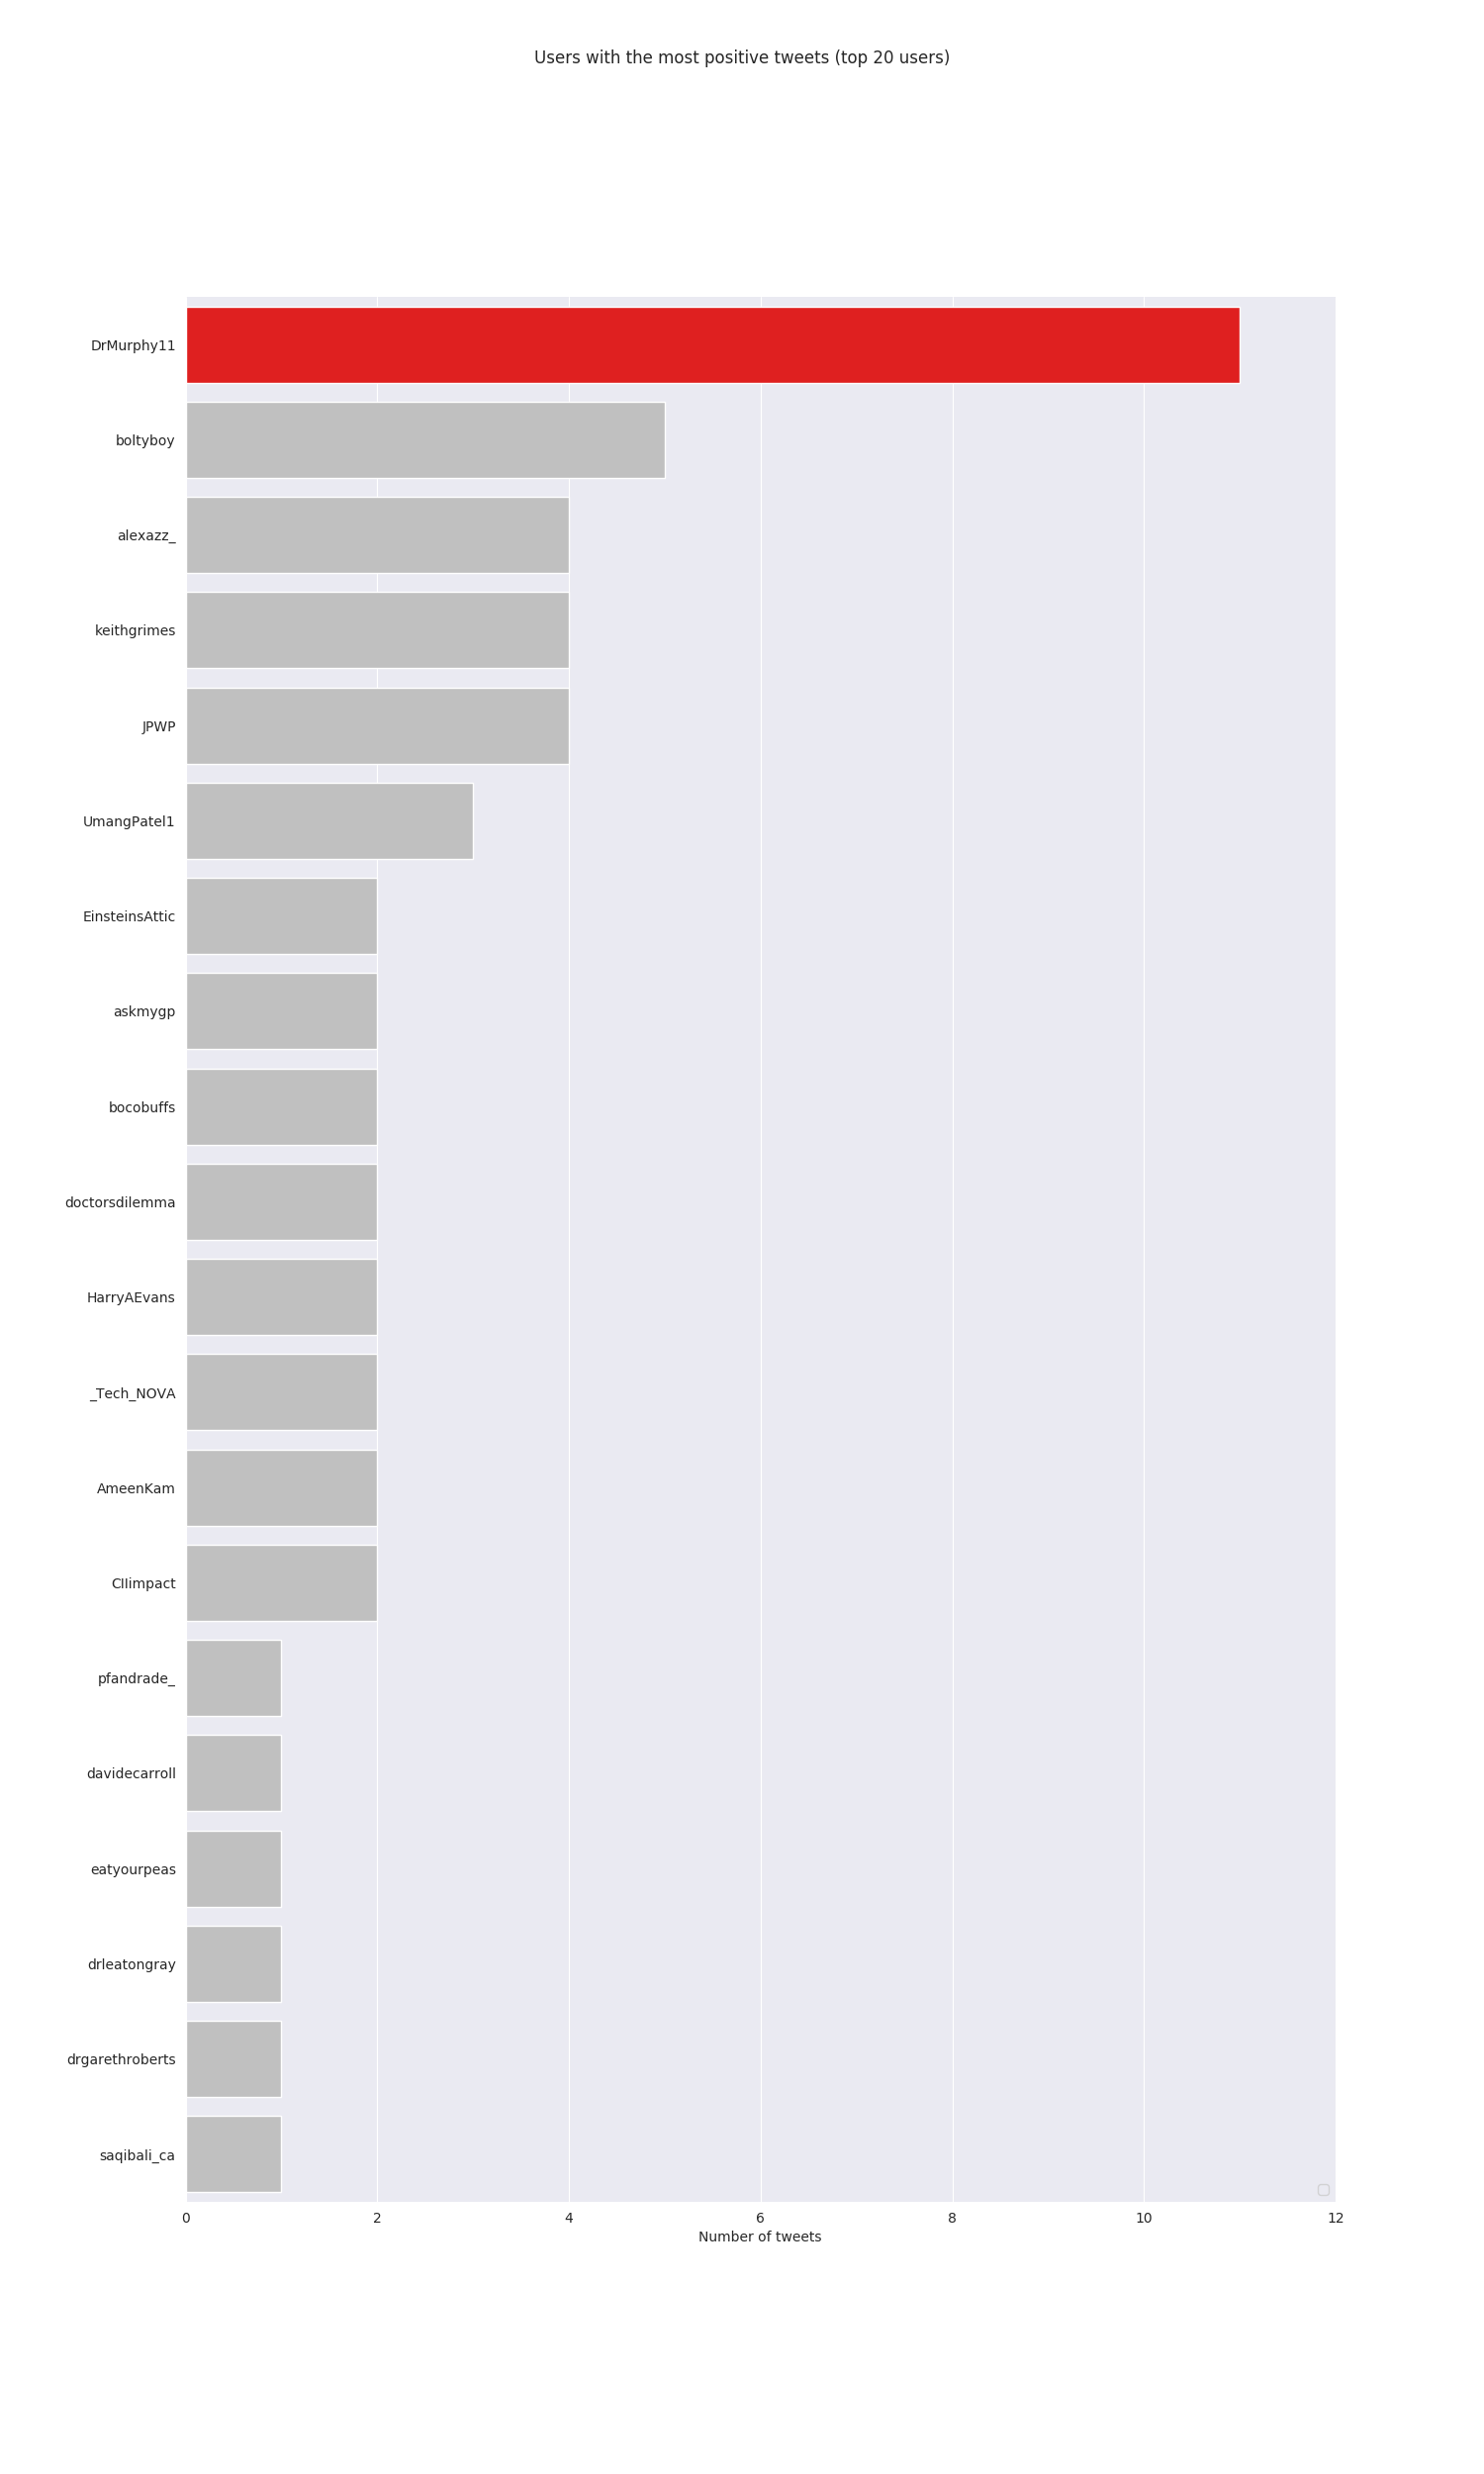 Users with the most positive tweets (top 20 users)
DrMurphy11
boltyboy
alexazz_
keithgrimes
JPWP
UmangPatel1
EinsteinsAttic
askmygp
bocobuffs
doctorsdilemma
HarryAEvans
_Tech_NOVA
AmeenKam
CIIimpact
pfandrade_
davidecarroll
eatyourpeas
drleatongray
drgarethroberts
saqibali_ca
0 2 4 6 8 10 12
Number of tweets